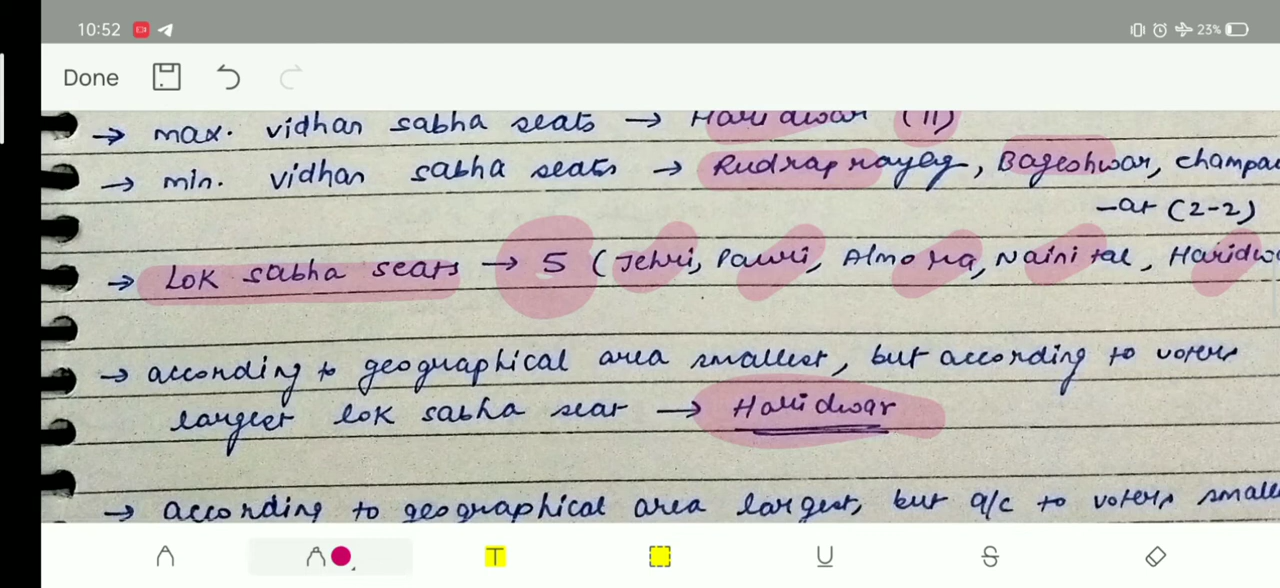 10:52
23%
Done
→ max. vidhan sabha seats → Haridwar (11)
→ min. vidhan sabha seats → Rudraprayag, Bageshwar, champa
-at (2-2)
→ Lok sabha seats → 5 (Tehri, Pauri, Almora, Nainital, Haridw
→ according to geographical area smallest, but according to voters
largest lok sabha seat → Haridwar
→ according to geographical area largest, but a/c to voters smalle
T
U
S